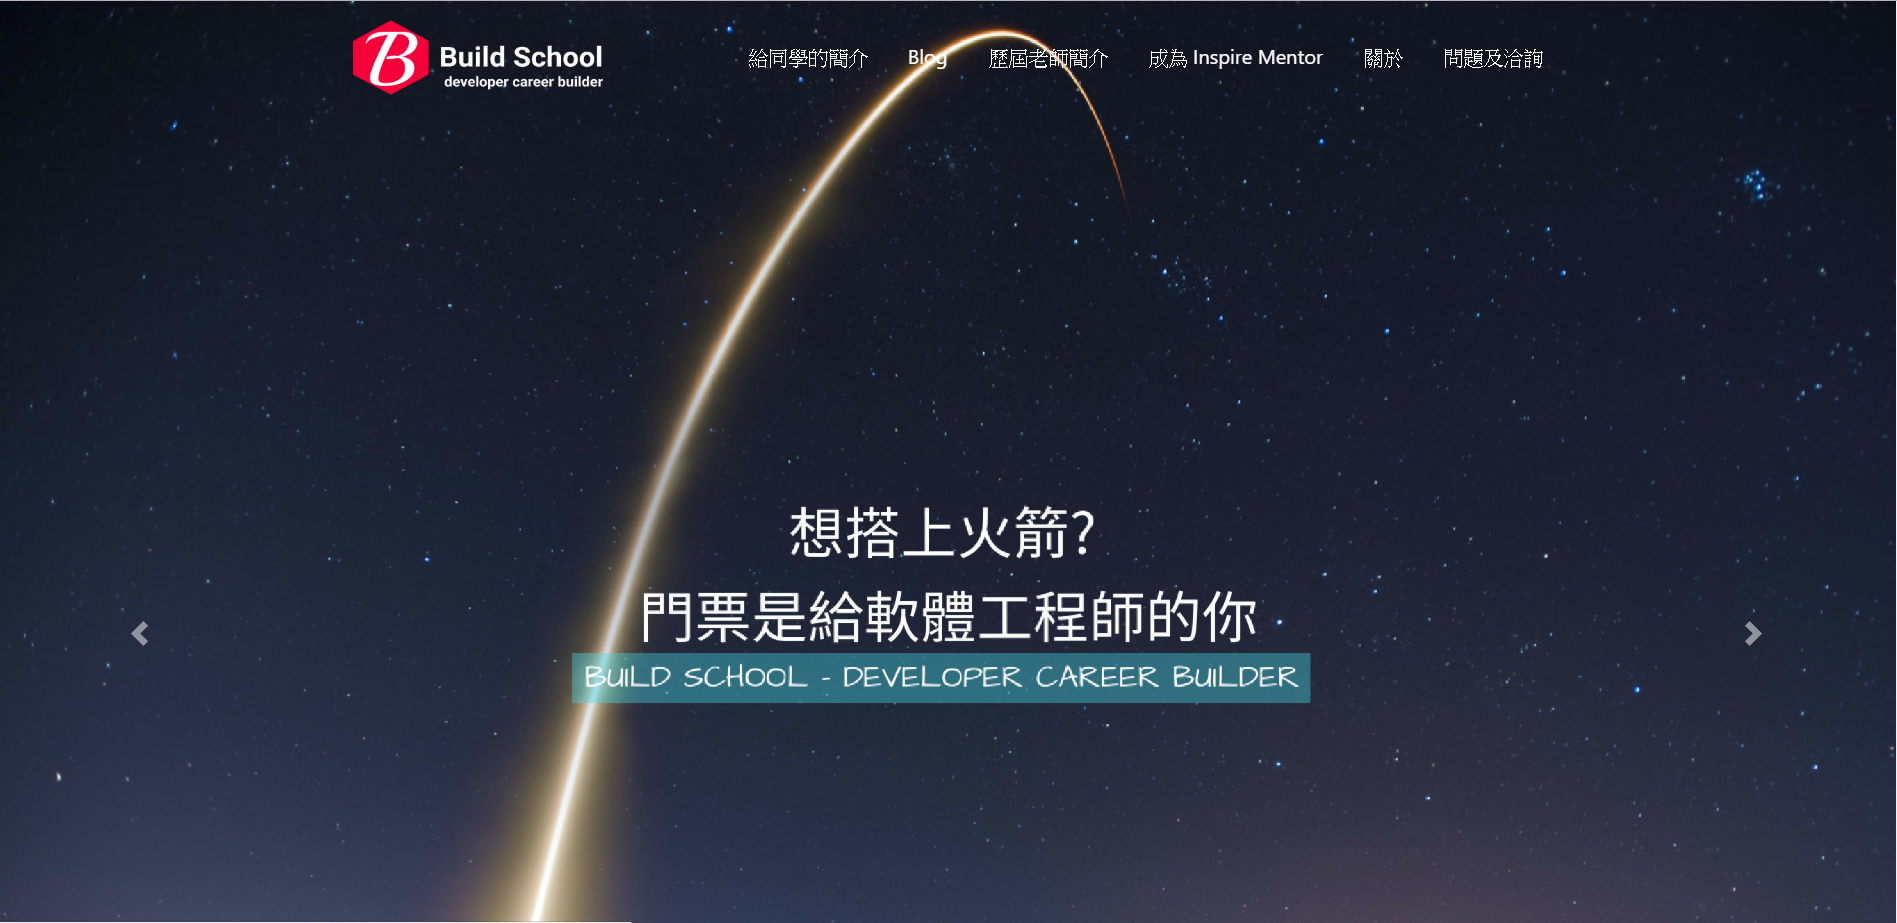 B Build School
developer career builder
給同學的簡介 Blog 歷屆老師簡介 成為 Inspire Mentor 關於 問題及洽詢
想搭上火箭?
門票是給軟體工程師的你
BUILD SCHOOL - DEVELOPER CAREER BUILDER